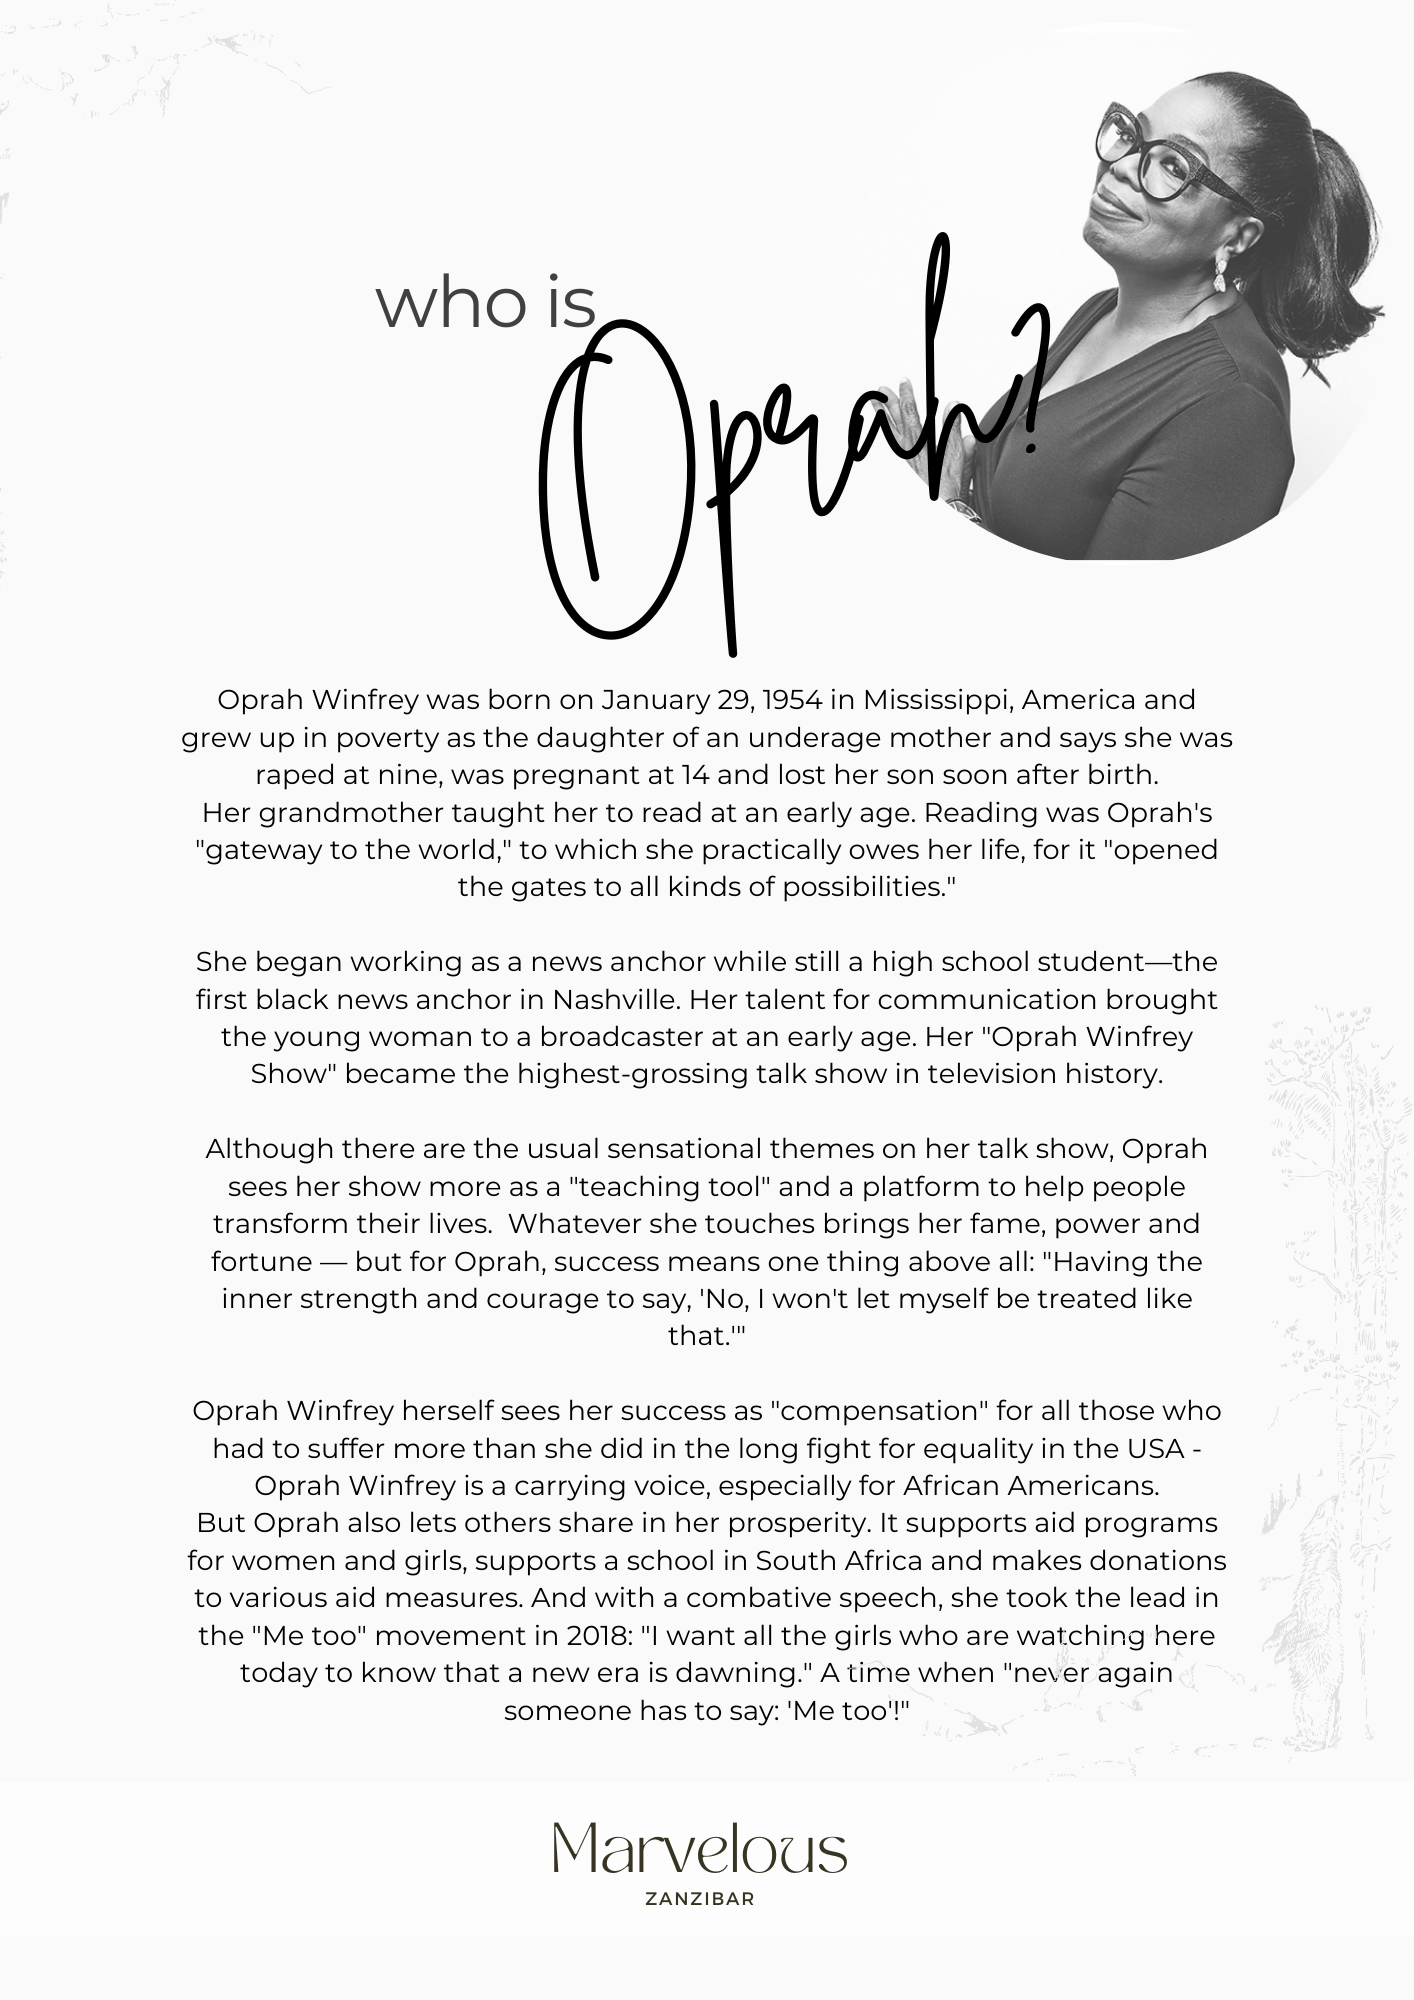 who is
Oprah?
Oprah Winfrey was born on January 29, 1954 in Mississippi, America and
grew up in poverty as the daughter of an underage mother and says she was
raped at nine, was pregnant at 14 and lost her son soon after birth.
Her grandmother taught her to read at an early age. Reading was Oprah's
"gateway to the world," to which she practically owes her life, for it "opened
the gates to all kinds of possibilities."
She began working as a news anchor while still a high school student—the
first black news anchor in Nashville. Her talent for communication brought
the young woman to a broadcaster at an early age. Her "Oprah Winfrey
Show" became the highest-grossing talk show in television history.
Although there are the usual sensational themes on her talk show, Oprah
sees her show more as a "teaching tool" and a platform to help people
transform their lives.  Whatever she touches brings her fame, power and
fortune — but for Oprah, success means one thing above all: "Having the
inner strength and courage to say, 'No, I won't let myself be treated like
that.'"
Oprah Winfrey herself sees her success as "compensation" for all those who
had to suffer more than she did in the long fight for equality in the USA -
Oprah Winfrey is a carrying voice, especially for African Americans.
But Oprah also lets others share in her prosperity. It supports aid programs
for women and girls, supports a school in South Africa and makes donations
to various aid measures. And with a combative speech, she took the lead in
the "Me too" movement in 2018: "I want all the girls who are watching here
today to know that a new era is dawning." A time when "never again
someone has to say: 'Me too'!"
Marvelous
ZANZIBAR